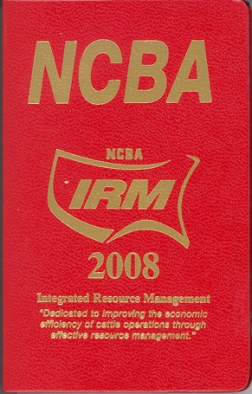 NCBA
NCBA
IRM
2008
Integrated Resource Management
"Dedicated to improving the economic
efficiency of cattle operations through
effective resource management."